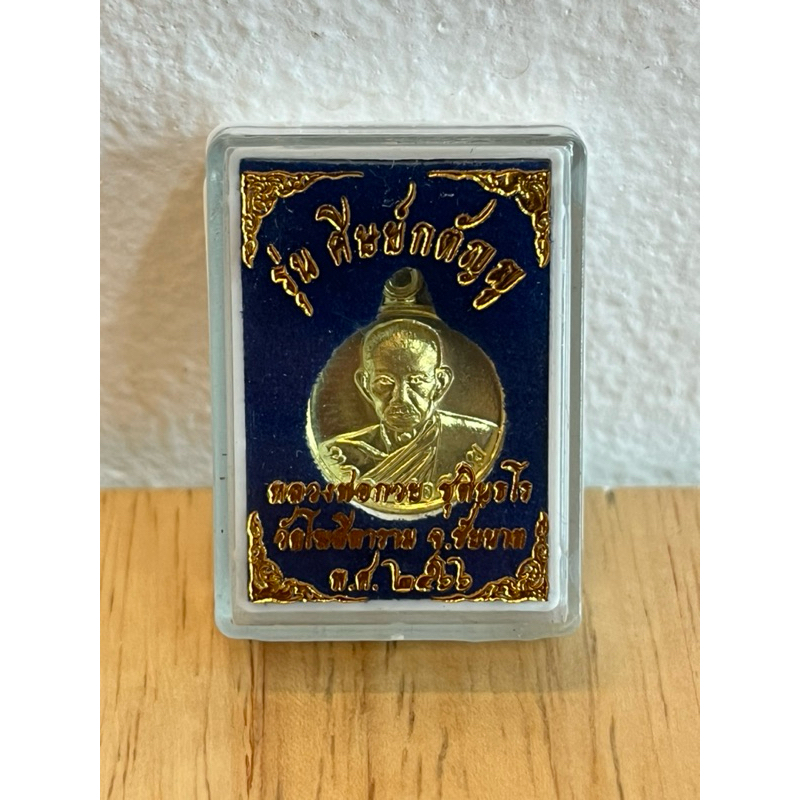 รุ่น ศิษย์กตัญญู
หลวงพ่อกวย ชุตินฺธโร
วัดโฆสิตาราม จ.ชัยนาท
พ.ศ. ๒๕๖๖